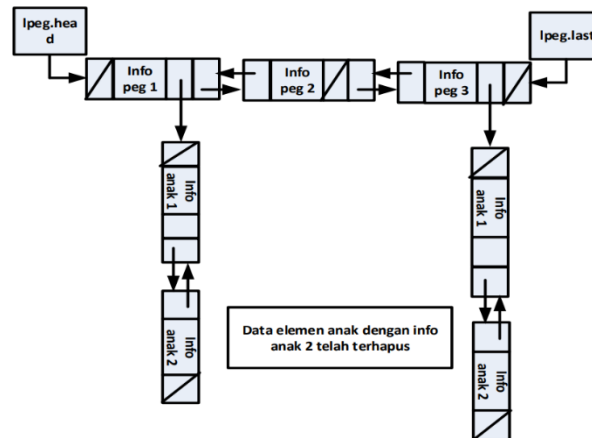 lpeg.hea
d
lpeg.last
Info
peg 1
Info
peg 2
Info
peg 3
Info
anak 1
Info
anak 1
Info
anak 2
Info
anak 2
Data elemen anak dengan info
anak 2 telah terhapus